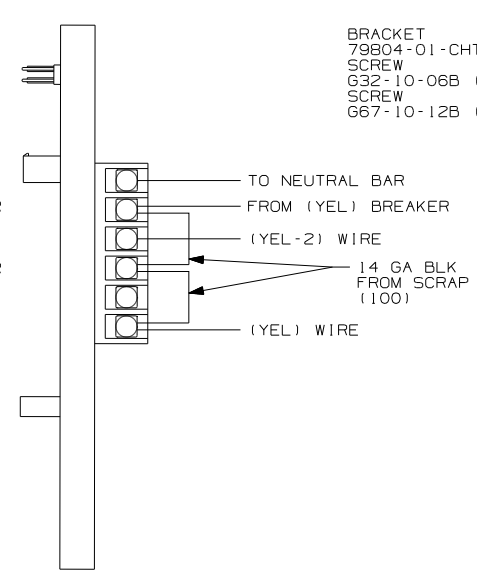 BRACKET
79804-01-CHT
SCREW
G32-10-06B (
SCREW
G67-10-12B (
TO NEUTRAL BAR
FROM (YEL) BREAKER
(YEL-2) WIRE
14 GA BLK
FROM SCRAP
(100)
(YEL) WIRE